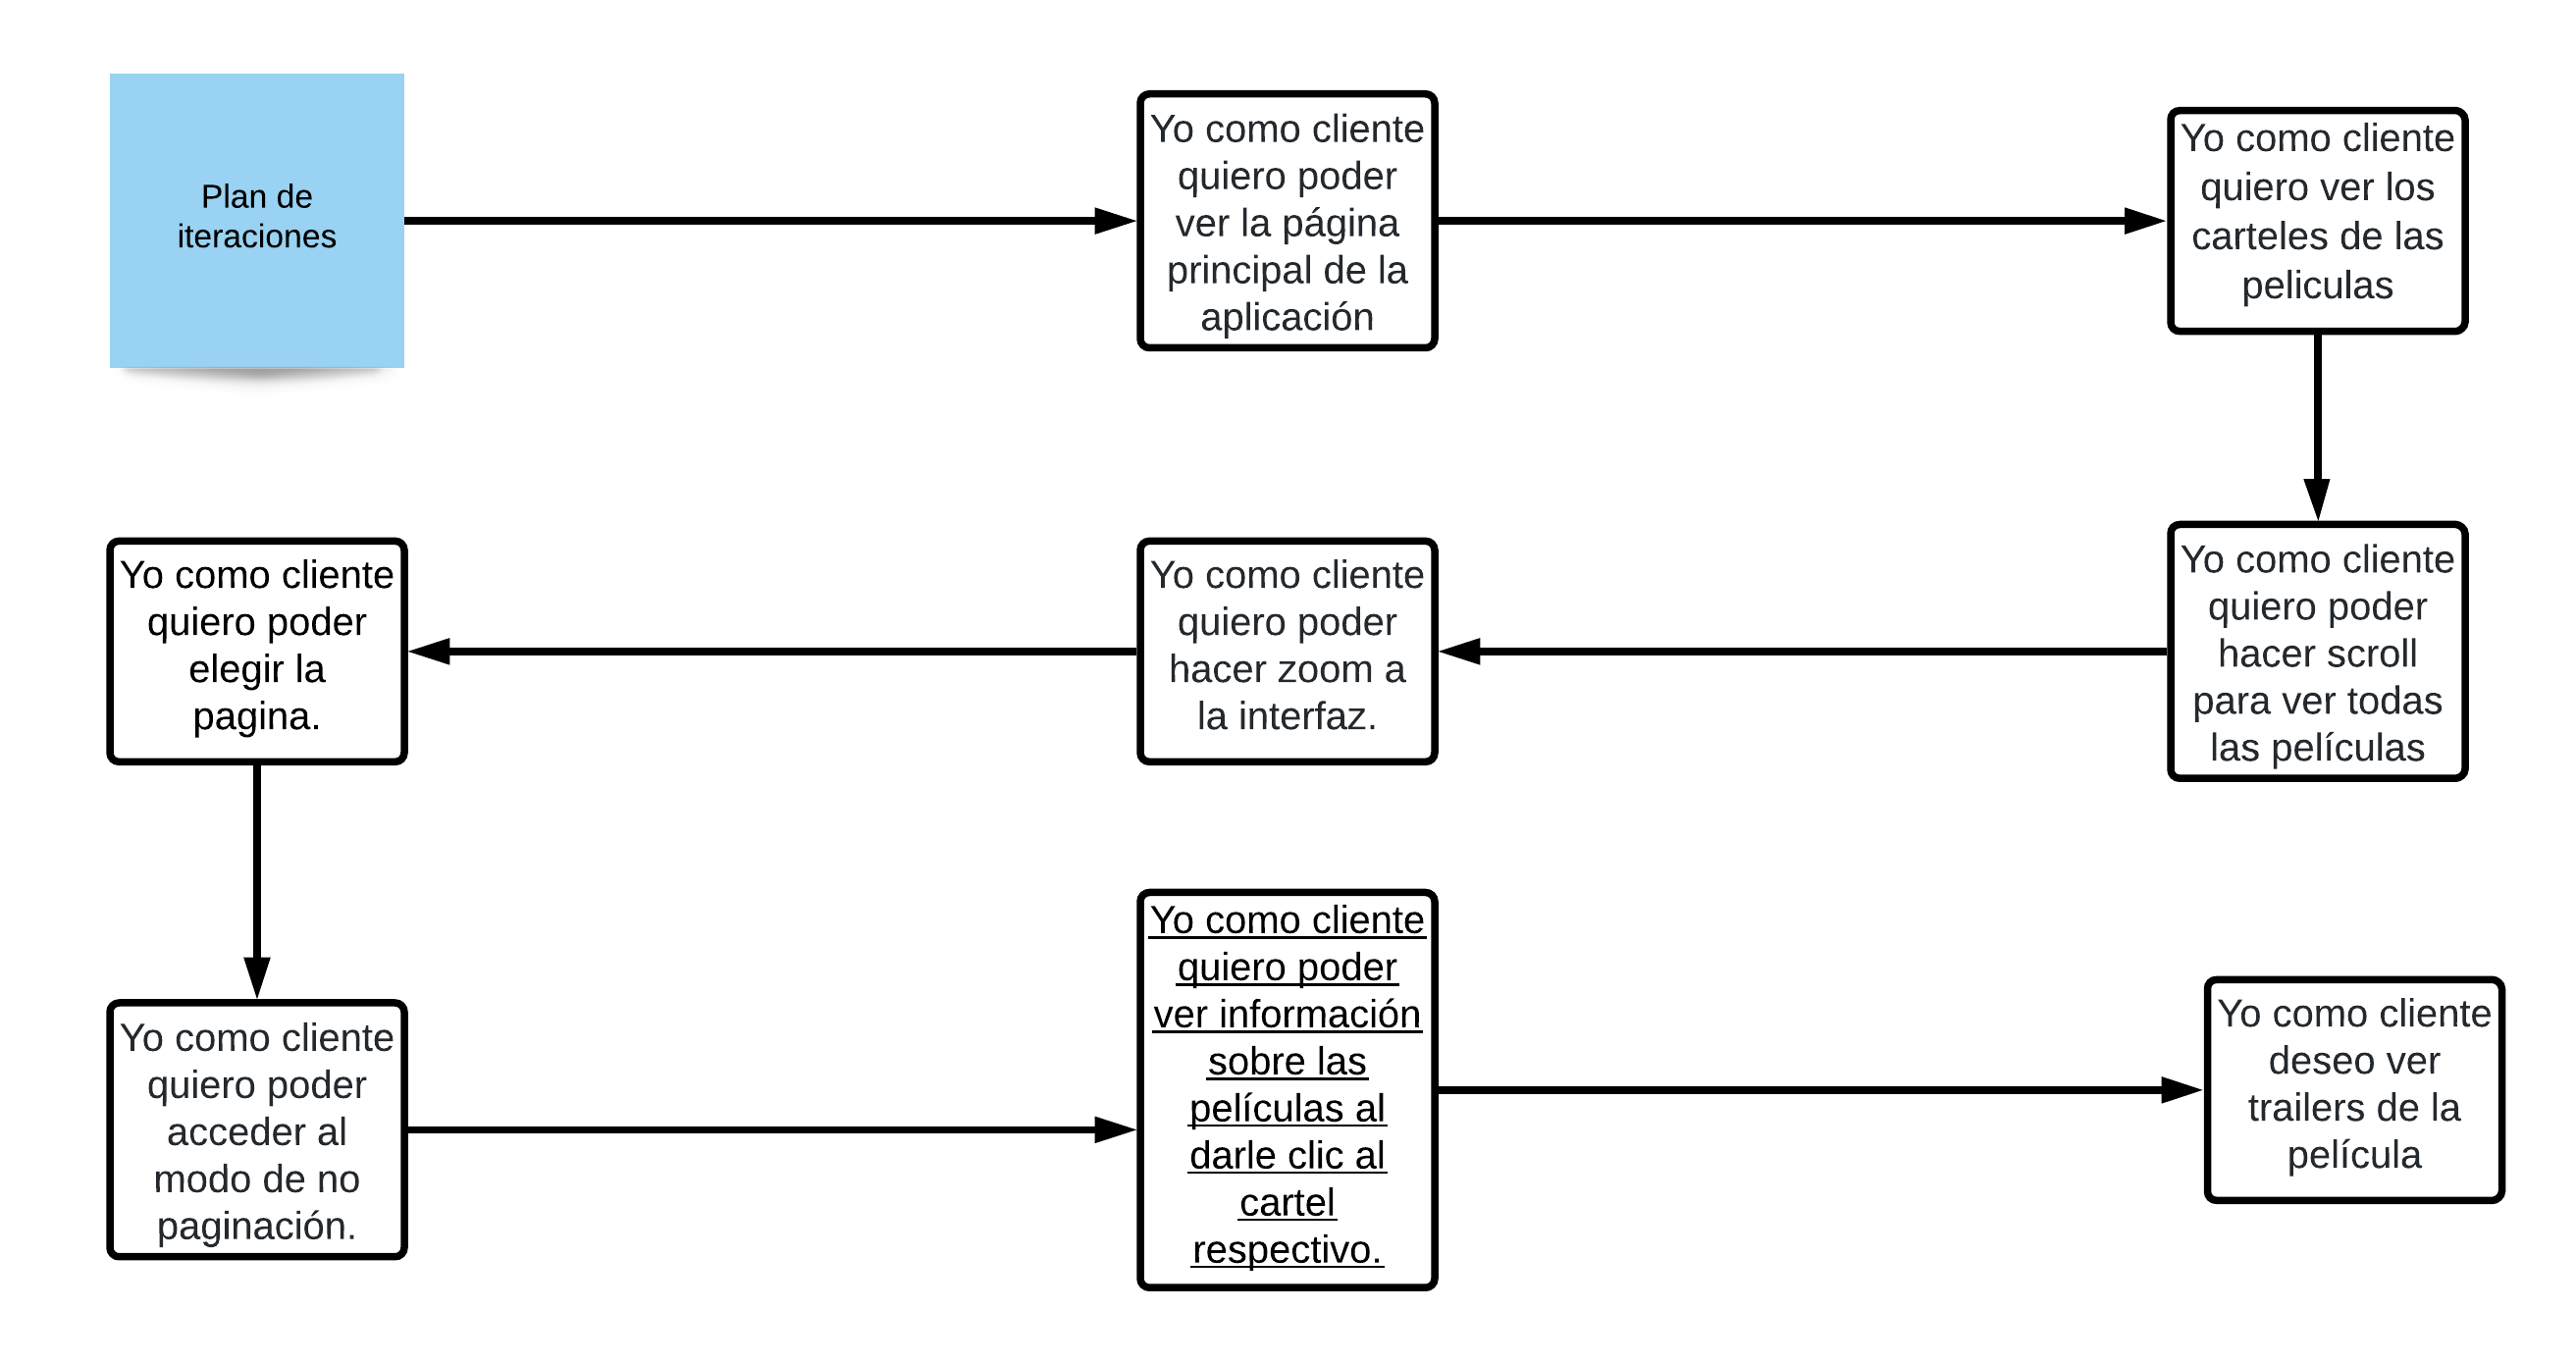 Plan de
iteraciones
Yo como cliente
quiero poder
ver la página
principal de la
aplicación
Yo como cliente
quiero ver los
carteles de las
peliculas
Yo como cliente
quiero poder
hacer scroll
para ver todas
las películas
Yo como cliente
quiero poder
hacer zoom a
la interfaz.
Yo como cliente
quiero poder
elegir la
pagina.
Yo como cliente
quiero poder
acceder al
modo de no
paginación.
Yo como cliente
quiero poder
ver información
sobre las
películas al
darle clic al
cartel
respectivo.
Yo como cliente
deseo ver
trailers de la
película